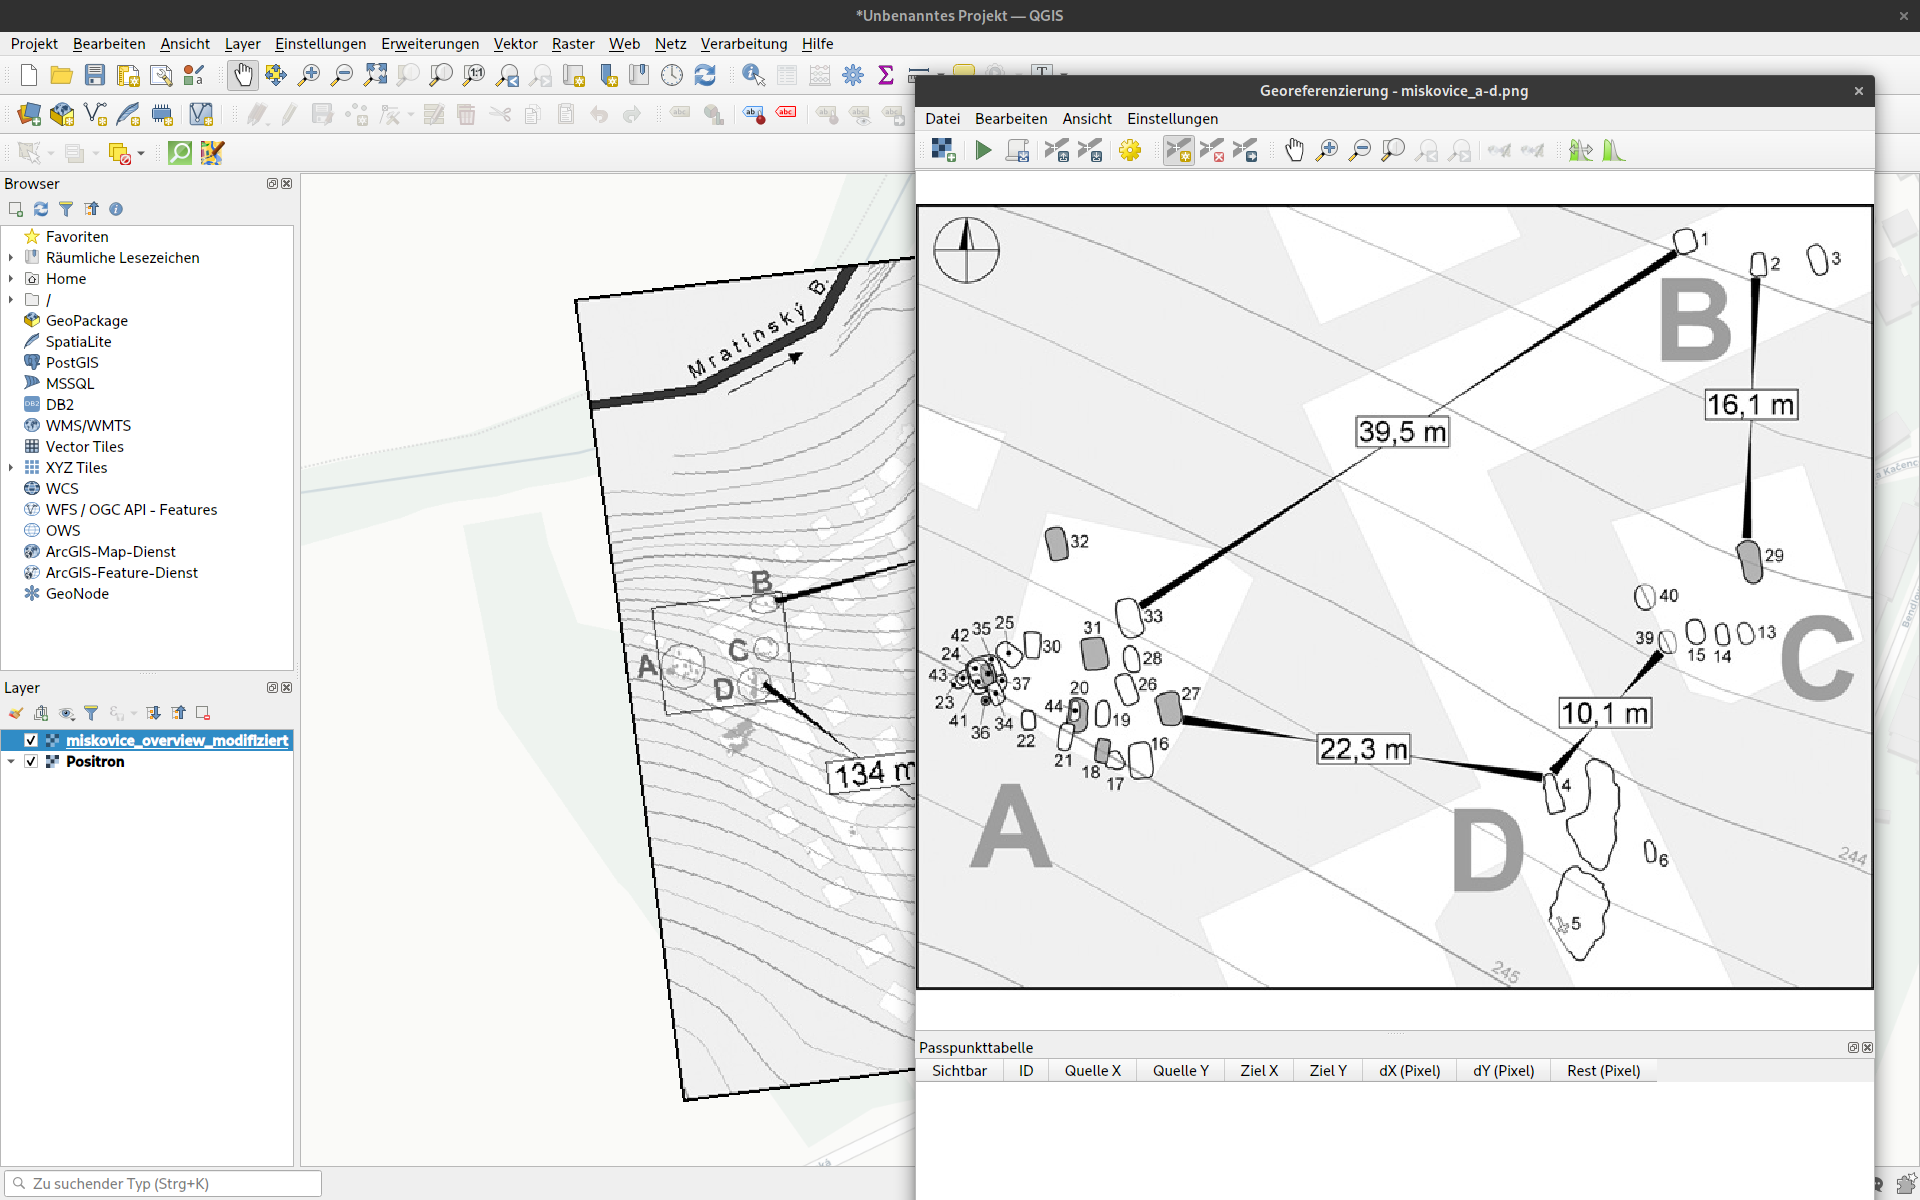 *Unbenanntes Projekt — QGIS
Projekt Bearbeiten Ansicht Layer Einstellungen Erweiterungen Vektor Raster Web Netz Verarbeitung Hilfe
Browser
Favoriten
Räumliche Lesezeichen
Home
/
GeoPackage
SpatiaLite
PostGIS
MSSQL
DB2
WMS/WMTS
Vector Tiles
XYZ Tiles
WCS
WFS / OGC API - Features
OWS
ArcGIS-Map-Dienst
ArcGIS-Feature-Dienst
GeoNode
Layer
miskovice_overview_modifiziert
Positron
Zu suchender Typ (Strg+K)
Mratínský B.
B
A
C
D
134 m
Georeferenzierung - miskovice_a-d.png
Datei Bearbeiten Ansicht Einstellungen
1
2
3
B
16,1 m
39,5 m
32
29
40
33
31
25
35
42
30
24
28
43
37
26
27
20
44
23
19
41
34
36
22
21
18
17
16
39
15
14
13
C
10,1 m
22,3 m
4
A
D
6
5
244
245
Passpunkttabelle
Sichtbar ID Quelle X Quelle Y Ziel X Ziel Y dX (Pixel) dY (Pixel) Rest (Pixel)